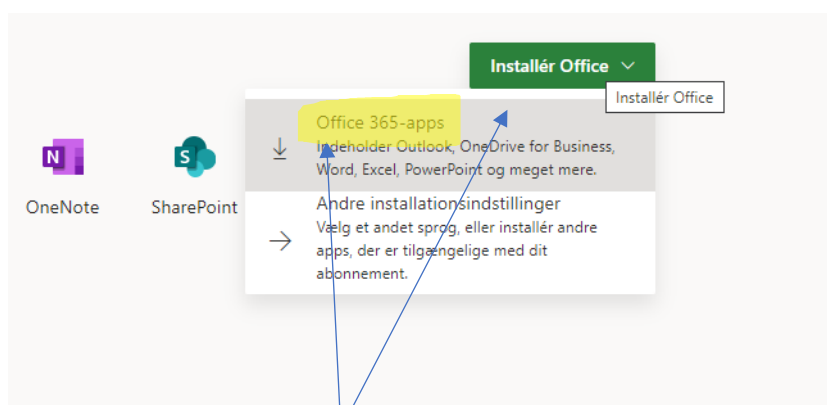 Installér Office
Installér Office
Office 365-apps
Indeholder Outlook, OneDrive for Business,
Word, Excel, PowerPoint og meget mere.
N
OneNote
S
SharePoint
Andre installationsindstillinger
Vælg et andet sprog, eller installér andre
apps, der er tilgængelige med dit
abonnement.